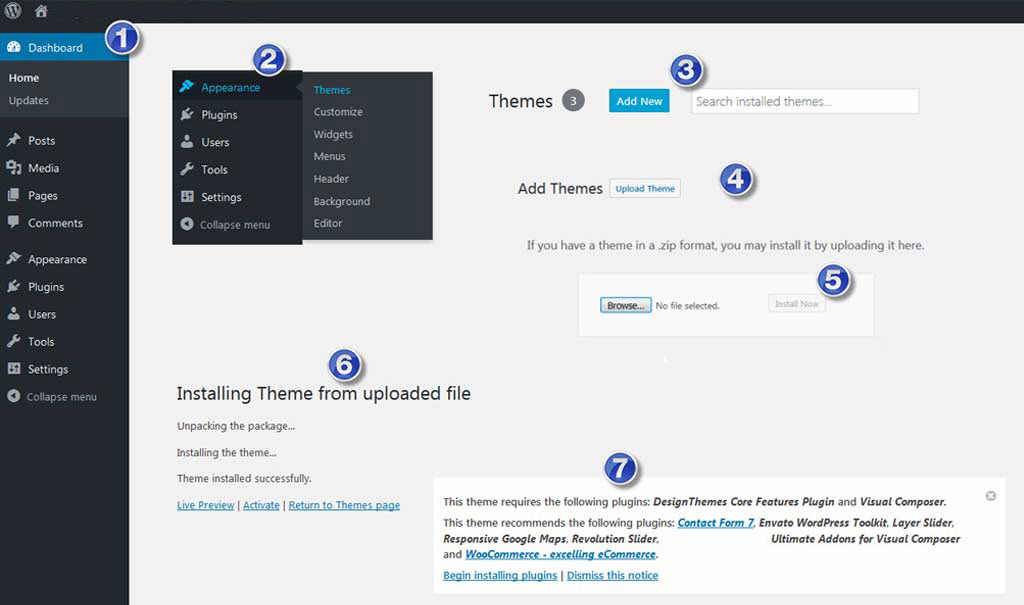 1
Dashboard
Home
Updates
Posts
Media
Pages
Comments
Appearance
Plugins
Users
Tools
Settings
Collapse menu
2
Appearance
Plugins
Users
Tools
Settings
Collapse menu
Themes
Customize
Widgets
Menus
Header
Background
Editor
3
Themes 3 Add New Search installed themes...
4
Add Themes Upload Theme
If you have a theme in a .zip format, you may install it by uploading it here.
5
Browse... No file selected. Install Now
6
Installing Theme from uploaded file
Unpacking the package...
Installing the theme...
Theme installed successfully.
Live Preview | Activate | Return to Themes page
7
This theme requires the following plugins: DesignThemes Core Features Plugin and Visual Composer.
This theme recommends the following plugins: Contact Form 7, Envato WordPress Toolkit, Layer Slider,
Responsive Google Maps, Revolution Slider, Ultimate Addons for Visual Composer
and WooCommerce - excelling eCommerce.
Begin installing plugins | Dismiss this notice